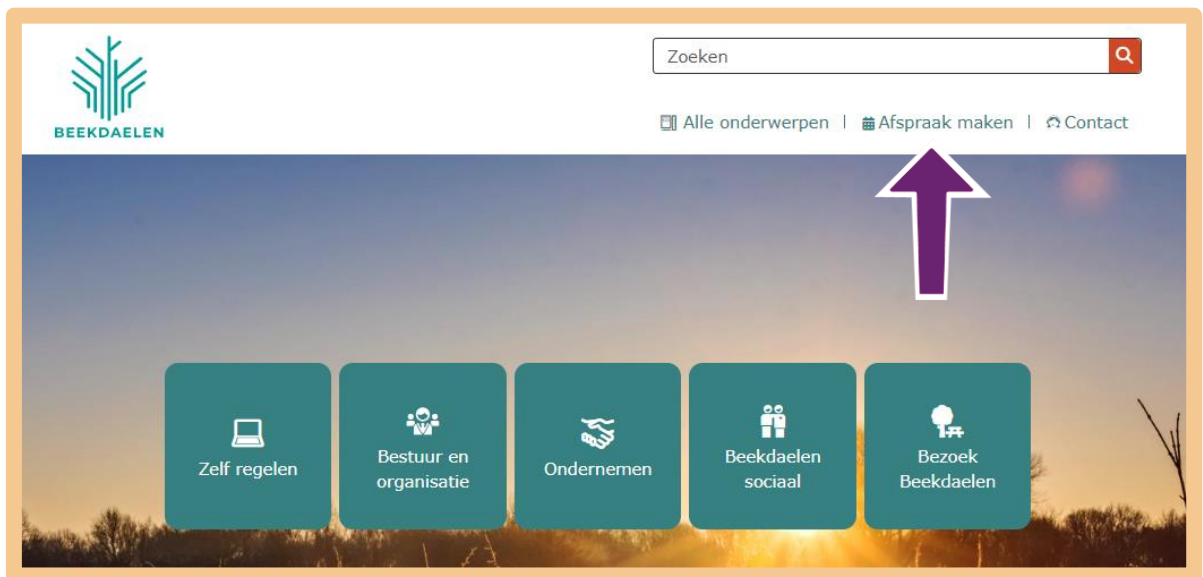 BEEKDAELEN
Zoeken
Alle onderwerpen | Afspraak maken | Contact
Zelf regelen
Bestuur en
organisatie
Ondernemen
Beekdaelen
sociaal
Bezoek
Beekdaelen